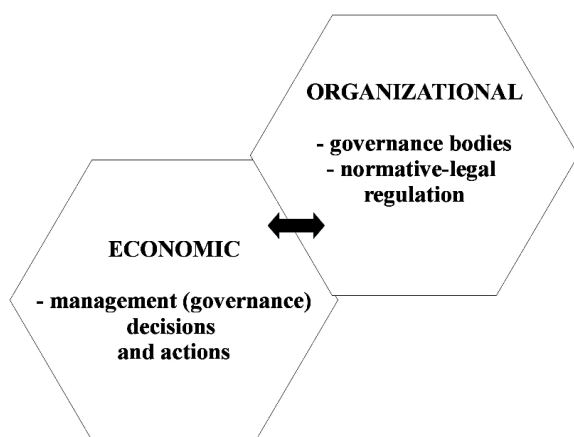 ORGANIZATIONAL
- governance bodies
- normative-legal
regulation
ECONOMIC
- management (governance)
decisions
and actions